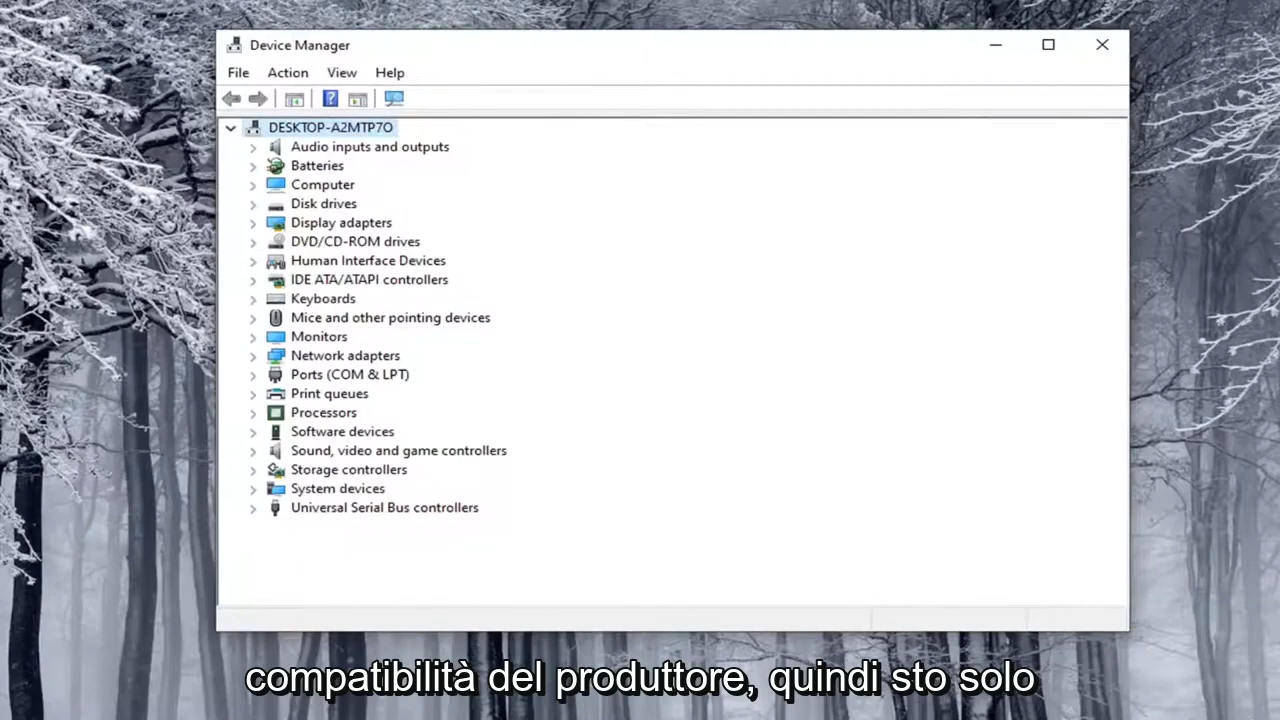 Device Manager
File Action View Help
DESKTOP-A2MTP7O
Audio inputs and outputs
Batteries
Computer
Disk drives
Display adapters
DVD/CD-ROM drives
Human Interface Devices
IDE ATA/ATAPI controllers
Keyboards
Mice and other pointing devices
Monitors
Network adapters
Ports (COM & LPT)
Print queues
Processors
Software devices
Sound, video and game controllers
Storage controllers
System devices
Universal Serial Bus controllers
compatibilità del produttore, quindi sto solo